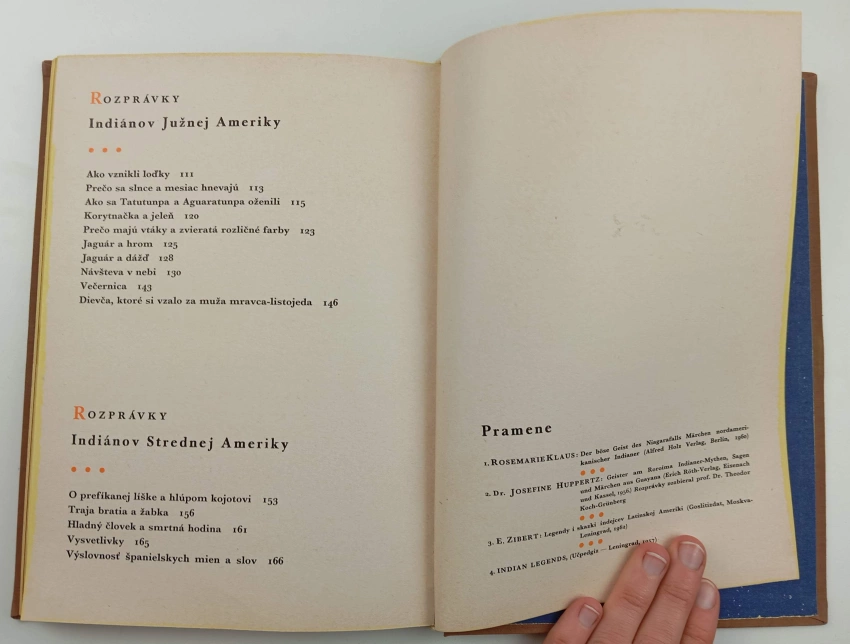 ROZPRÁVKY
Indiánov Južnej Ameriky
Ako vznikli loďky 111
Prečo sa slnce a mesiac hnevajú 113
Ako sa Tatutunpa a Aguaratunpa oženili 115
Korytnačka a jeleň 120
Prečo majú vtáky a zvieratá rozličné farby 123
Jaguár a hrom 125
Jaguár a dážď 128
Návšteva v nebi 130
Večernica 143
Dievča, ktoré si vzalo za muža mravca-listojeda 146
ROZPRÁVKY
Indiánov Strednej Ameriky
O prefíkanej líške a hlúpom kojotovi 153
Traja bratia a žabka 156
Hladný človek a smrtná hodina 161
Vysvetlivky 165
Výslovnosť španielskych mien a slov 166
Pramene
1. ROSEMARIE KLAUS: Der böse Geist des Niagarafalls Märchen nordameri-
kanischer Indianer (Alfred Holz Verlag, Berlin, 1960)
2. Dr. JOSEFINE HUPPERTZ: Geister am Roroima Indianer-Mythen, Sagen
und Märchen aus Guayana (Erich Röth-Verlag, Eisenach
und Kassel, 1956) Rozprávky uzobieral prof. Dr. Theodor
Koch-Grünberg
3. E. ZIBERT: Legendy i skazki indejcev Latinskoj Ameriki (Goslitizdas, Moskva-
Leningrad, 1962)
4. INDIAN LEGENDS, (Učpedgiz — Leningrad,